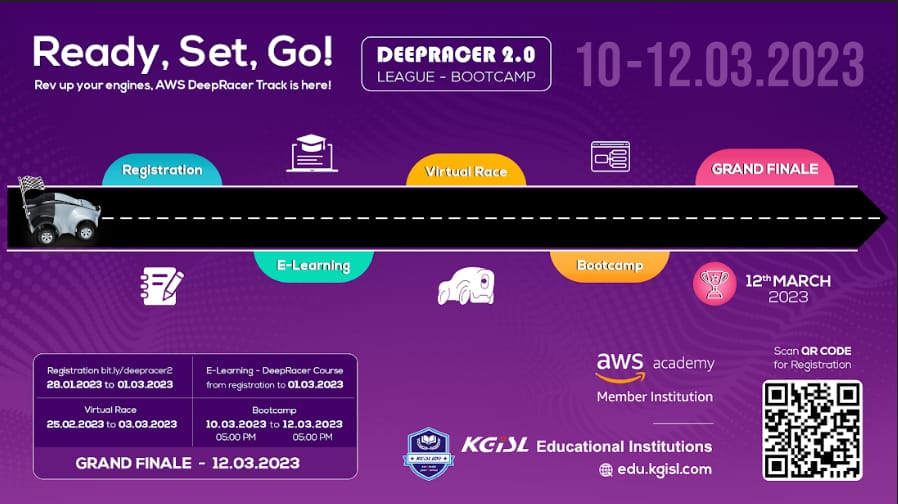 Ready, Set, Go!
Rev up your engines, AWS DeepRacer Track is here!
DEEPRACER 2.0
LEAGUE - BOOTCAMP
10-12.03.2023
Registration
Virtual Race
GRAND FINALE
E-Learning
Bootcamp
12th MARCH
2023
Registration bit.ly/deepracer2
28.01.2023 to 01.03.2023
E-Learning - DeepRacer Course
from registration to 01.03.2023
Virtual Race
25.02.2023 to 03.03.2023
Bootcamp
10.03.2023 to 12.03.2023
05:00 PM 05:00 PM
GRAND FINALE - 12.03.2023
aws academy
Member Institution
KGiSL Educational Institutions
edu.kgisl.com
Scan QR CODE
for Registration